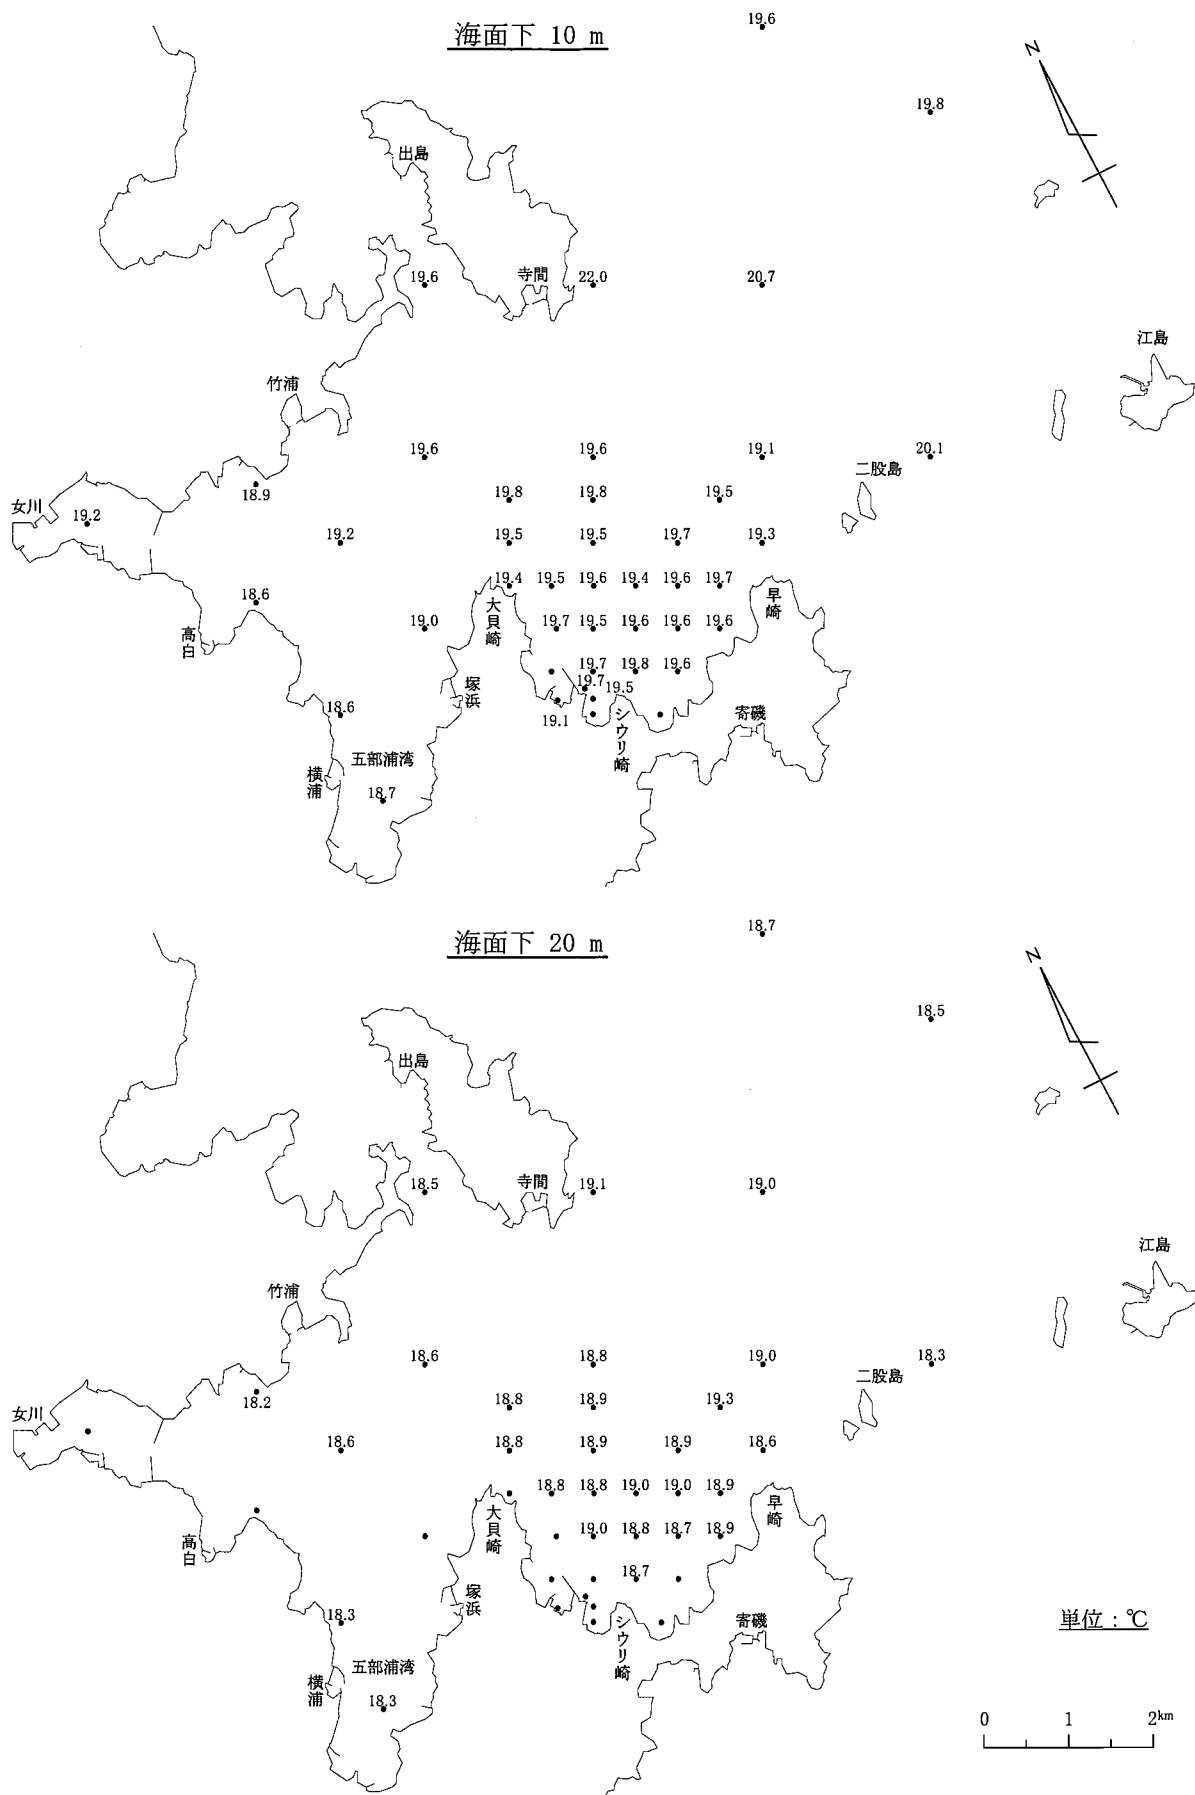 海面下 10 m
19.6
N
19.8
出島
19.6
寺間
22.0
20.7
江島
竹浦
19.6
19.6
19.1
20.1
二股島
女川
18.9
19.8
19.8
19.5
19.2
19.2
19.5
19.5
19.7
19.3
19.4
19.5
19.6
19.4
19.6
19.7
大貝崎
早崎
18.6
高白
19.0
19.7
19.5
19.6
19.6
19.6
19.7
19.8
19.6
塚浜
19.7
19.5
19.1
シウリ崎
18.6
寄磯
五部浦湾
横浦
18.7
海面下 20 m
18.7
N
18.5
出島
18.5
寺間
19.1
19.0
江島
竹浦
18.6
18.8
19.0
18.3
二股島
女川
18.2
18.8
18.9
19.3
18.6
18.8
18.9
18.9
18.6
18.8
18.8
19.0
19.0
18.9
大貝崎
早崎
高白
19.0
18.8
18.7
18.9
18.7
塚浜
シウリ崎
18.3
寄磯
単位：℃
五部浦湾
横浦
18.3
0 1 2km